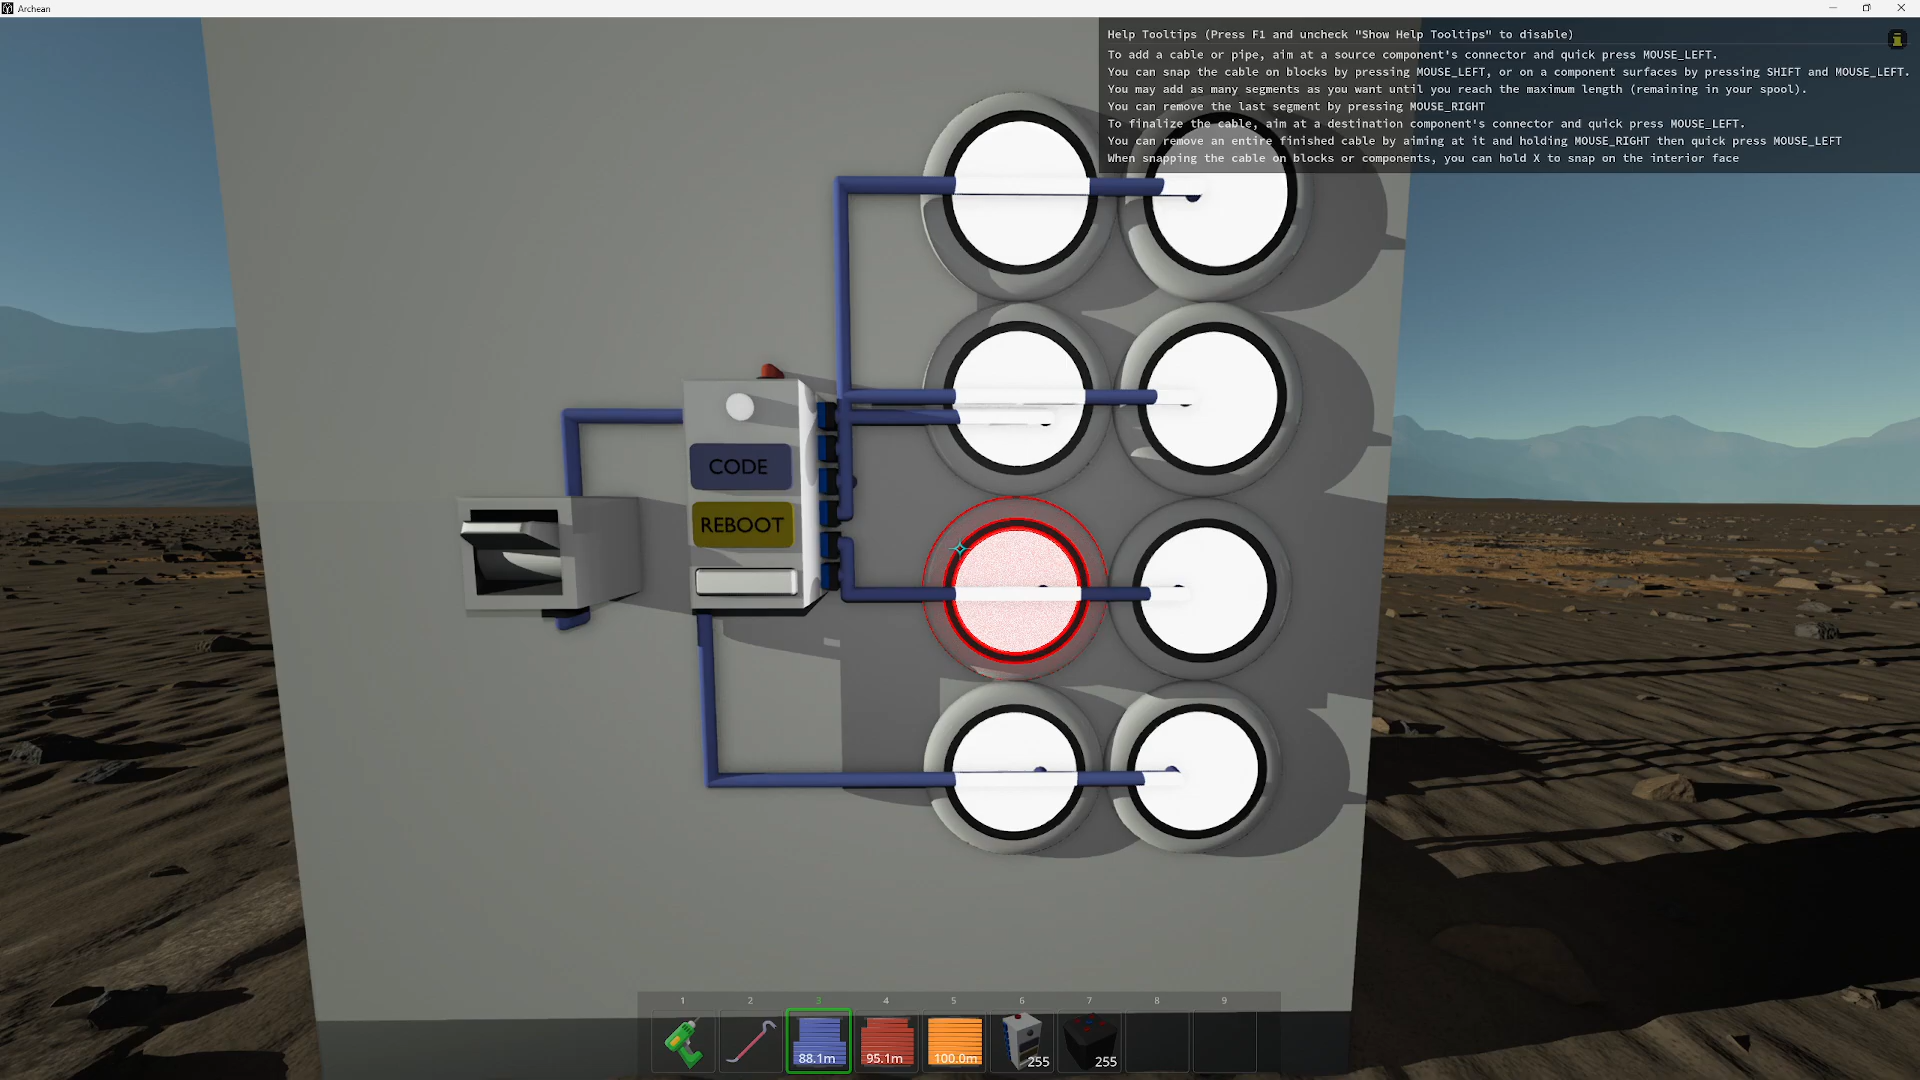 Archean
Help Tooltips (Press F1 and uncheck "Show Help Tooltips" to disable)
To add a cable or pipe, aim at a source component's connector and quick press MOUSE_LEFT.
You can snap the cable on blocks by pressing MOUSE_LEFT, or on a component surfaces by pressing SHIFT and MOUSE_LEFT.
You may add as many segments as you want until you reach the maximum length (remaining in your spool).
You can remove the last segment by pressing MOUSE_RIGHT
To finalize the cable, aim at a destination component's connector and quick press MOUSE_LEFT.
You can remove an entire finished cable by aiming at it and holding MOUSE_RIGHT then quick press MOUSE_LEFT
When snapping the cable on blocks or components, you can hold X to snap on the interior face
CODE
REBOOT
1 2 3 4 5 6 7 8 9
88.1m 95.1m 100.0m 255 255